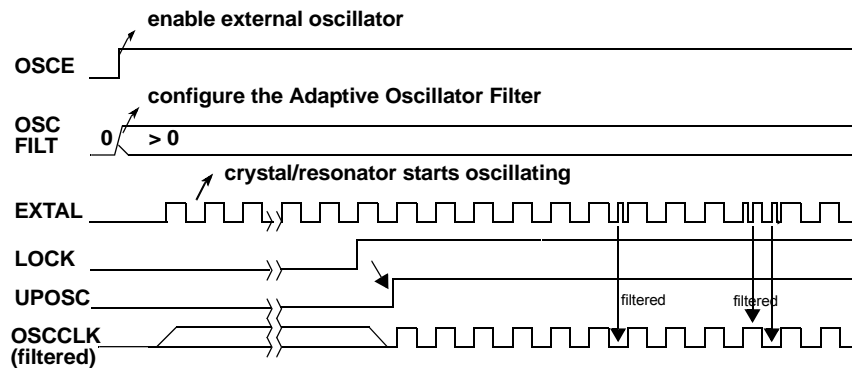 enable external oscillator
OSCE
configure the Adaptive Oscillator Filter
OSC
FILT
0
> 0
crystal/resonator starts oscillating
EXTAL
LOCK
UPOSC
filtered
filtered
OSCCLK
(filtered)